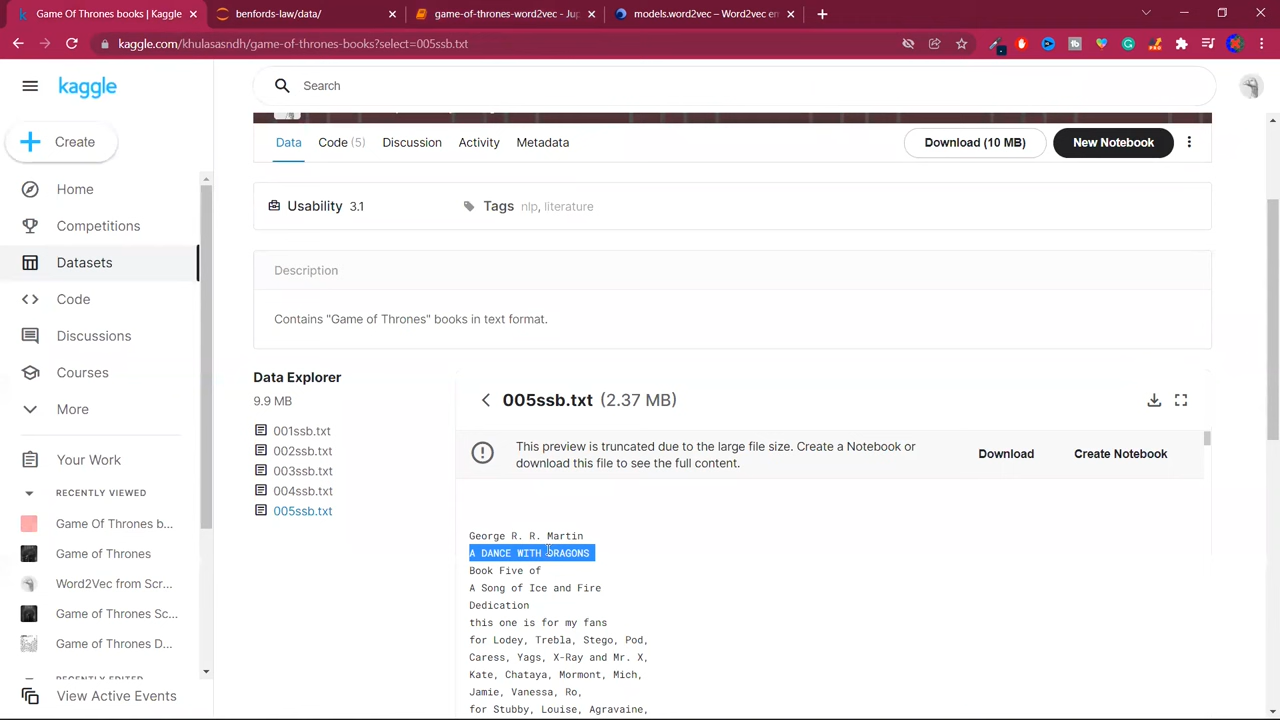 Game Of Thrones books | Kaggle
benfords-law/data/
game-of-thrones-word2vec - Jup
models.word2vec – Word2vec em
kaggle.com/khulasasndh/game-of-thrones-books?select=005ssb.txt
kaggle
Search
Create
Data
Code (5)
Discussion
Activity
Metadata
Download (10 MB)
New Notebook
Home
Competitions
Datasets
Code
Discussions
Courses
More
Your Work
RECENTLY VIEWED
Game Of Thrones b...
Game of Thrones
Word2Vec from Scr...
Game of Thrones Sc...
Game of Thrones D...
View Active Events
Usability 3.1
Tags nlp, literature
Description
Contains "Game of Thrones" books in text format.
Data Explorer
9.9 MB
001ssb.txt
002ssb.txt
003ssb.txt
004ssb.txt
005ssb.txt
005ssb.txt (2.37 MB)
This preview is truncated due to the large file size. Create a Notebook or
download this file to see the full content.
Download
Create Notebook
George R. R. Martin
A DANCE WITH DRAGONS
Book Five of
A Song of Ice and Fire
Dedication
this one is for my fans
for Lodey, Trebla, Stego, Pod,
Caress, Yags, X-Ray and Mr. X,
Kate, Chataya, Mormont, Mich,
Jamie, Vanessa, Ro,
for Stubby, Louise, Agravaine,